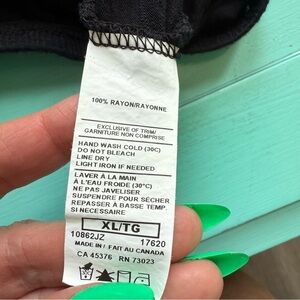 100% RAYON/RAYONNE
EXCLUSIVE OF TRIM/
GARNITURE NON COMPRISE
HAND WASH COLD (30C)
DO NOT BLEACH
LINE DRY
LIGHT IRON IF NEEDED
LAVER À LA MAIN
À L'EAU FROIDE (30°C)
NE PAS JAVELISER
SUSPENDRE POUR SÉCHER
REPASSER À BASSE TEMP.
SI NECESSAIRE
XL/TG
10862JZ 17620
MADE IN / FAIT AU CANADA
CA 45376 RN 73023